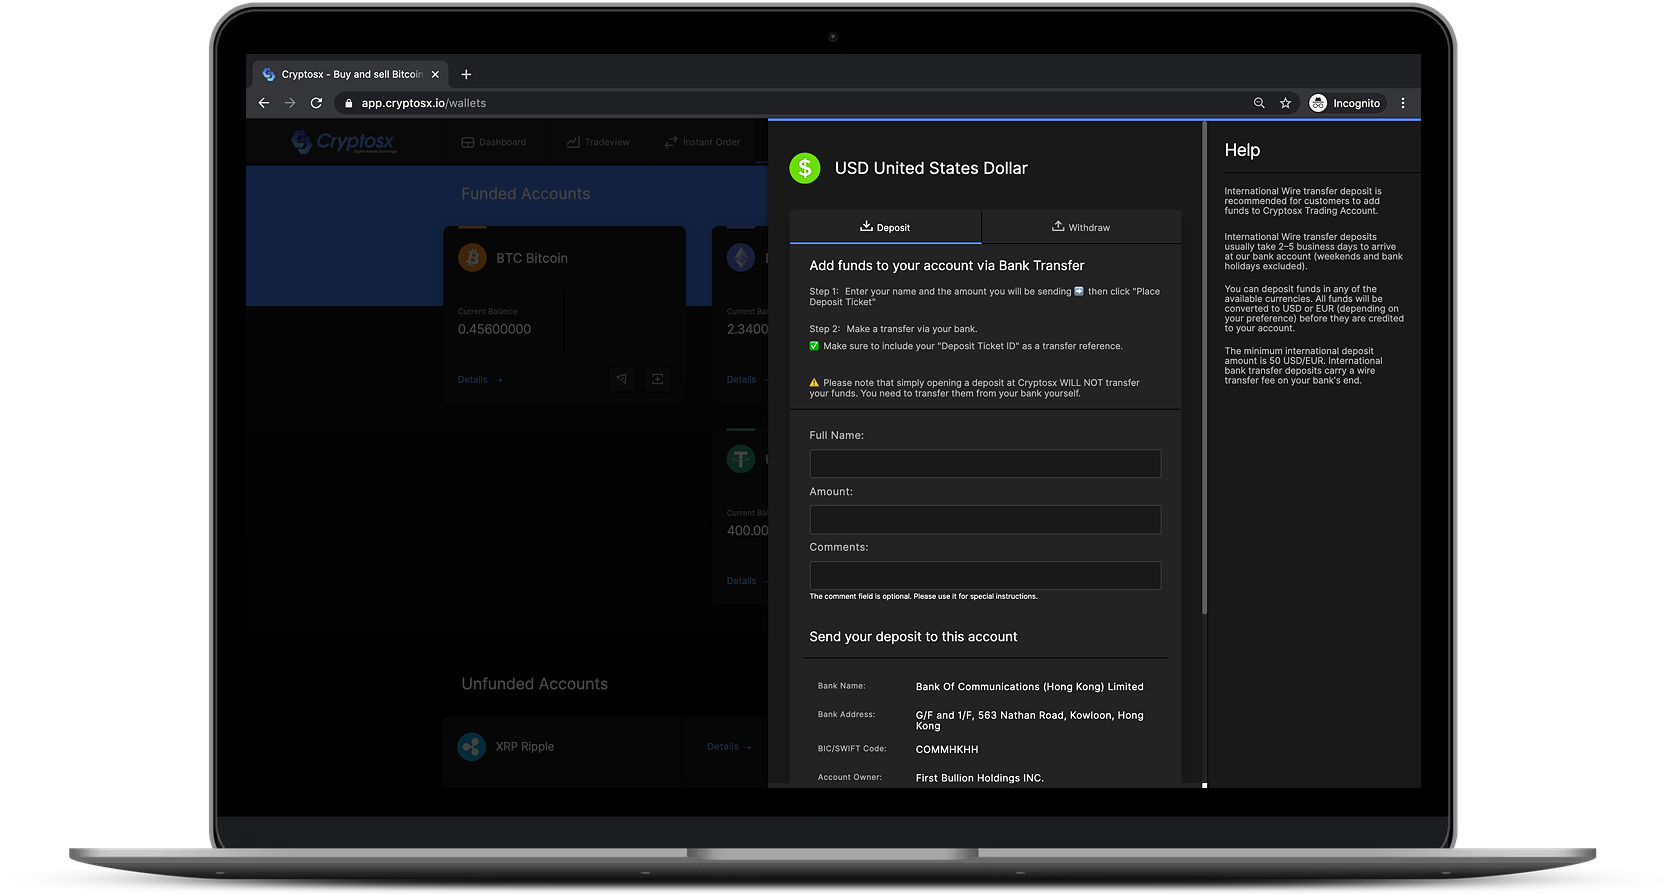 Cryptosx - Buy and sell Bitcoin
app.cryptosx.io/wallets
Incognito
Cryptosx
Dashboard
Tradeview
Instant Order
Funded Accounts
BTC Bitcoin
Current Balance
0.45600000
Details →
Current Bal
2.3400
Details
Current Bal
400.00
Details
Unfunded Accounts
XRP Ripple
Details →
USD United States Dollar
Deposit
Withdraw
Add funds to your account via Bank Transfer
Step 1: Enter your name and the amount you will be sending ➡️ then click "Place
Deposit Ticket"
Step 2: Make a transfer via your bank.
✅ Make sure to include your "Deposit Ticket ID" as a transfer reference.
⚠️ Please note that simply opening a deposit at Cryptosx WILL NOT transfer
your funds. You need to transfer them from your bank yourself.
Full Name:
Amount:
Comments:
The comment field is optional. Please use it for special instructions.
Send your deposit to this account
Bank Name: Bank Of Communications (Hong Kong) Limited
Bank Address: G/F and 1/F, 563 Nathan Road, Kowloon, Hong
Kong
BIC/SWIFT Code: COMMHKHH
Account Owner: First Bullion Holdings INC.
Help
International Wire transfer deposit is
recommended for customers to add
funds to Cryptosx Trading Account.
International Wire transfer deposits
usually take 2–5 business days to arrive
at our bank account (weekends and bank
holidays excluded).
You can deposit funds in any of the
available currencies. All funds will be
converted to USD or EUR (depending on
your preference) before they are credited
to your account.
The minimum international deposit
amount is 50 USD/EUR. International
bank transfer deposits carry a wire
transfer fee on your bank's end.